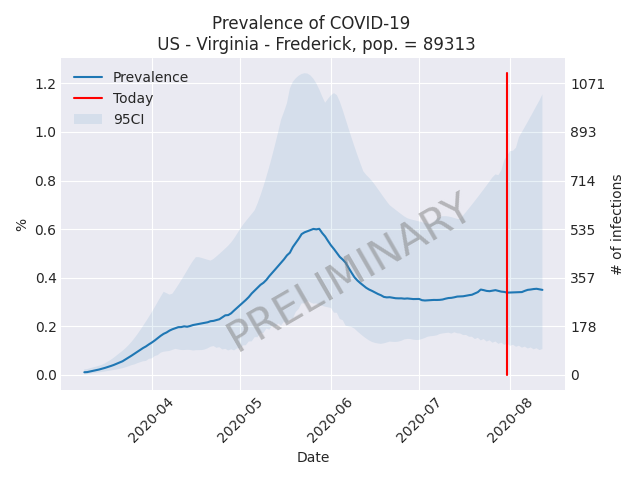 Prevalence of COVID-19
US - Virginia - Frederick, pop. = 89313
Prevalence
Today
95CI
1.2
1.0
0.8
0.6
0.4
0.2
0.0
%
1071
893
714
535
357
178
0
# of infections
PRELIMINARY
2020-04
2020-05
2020-06
2020-07
2020-08
Date